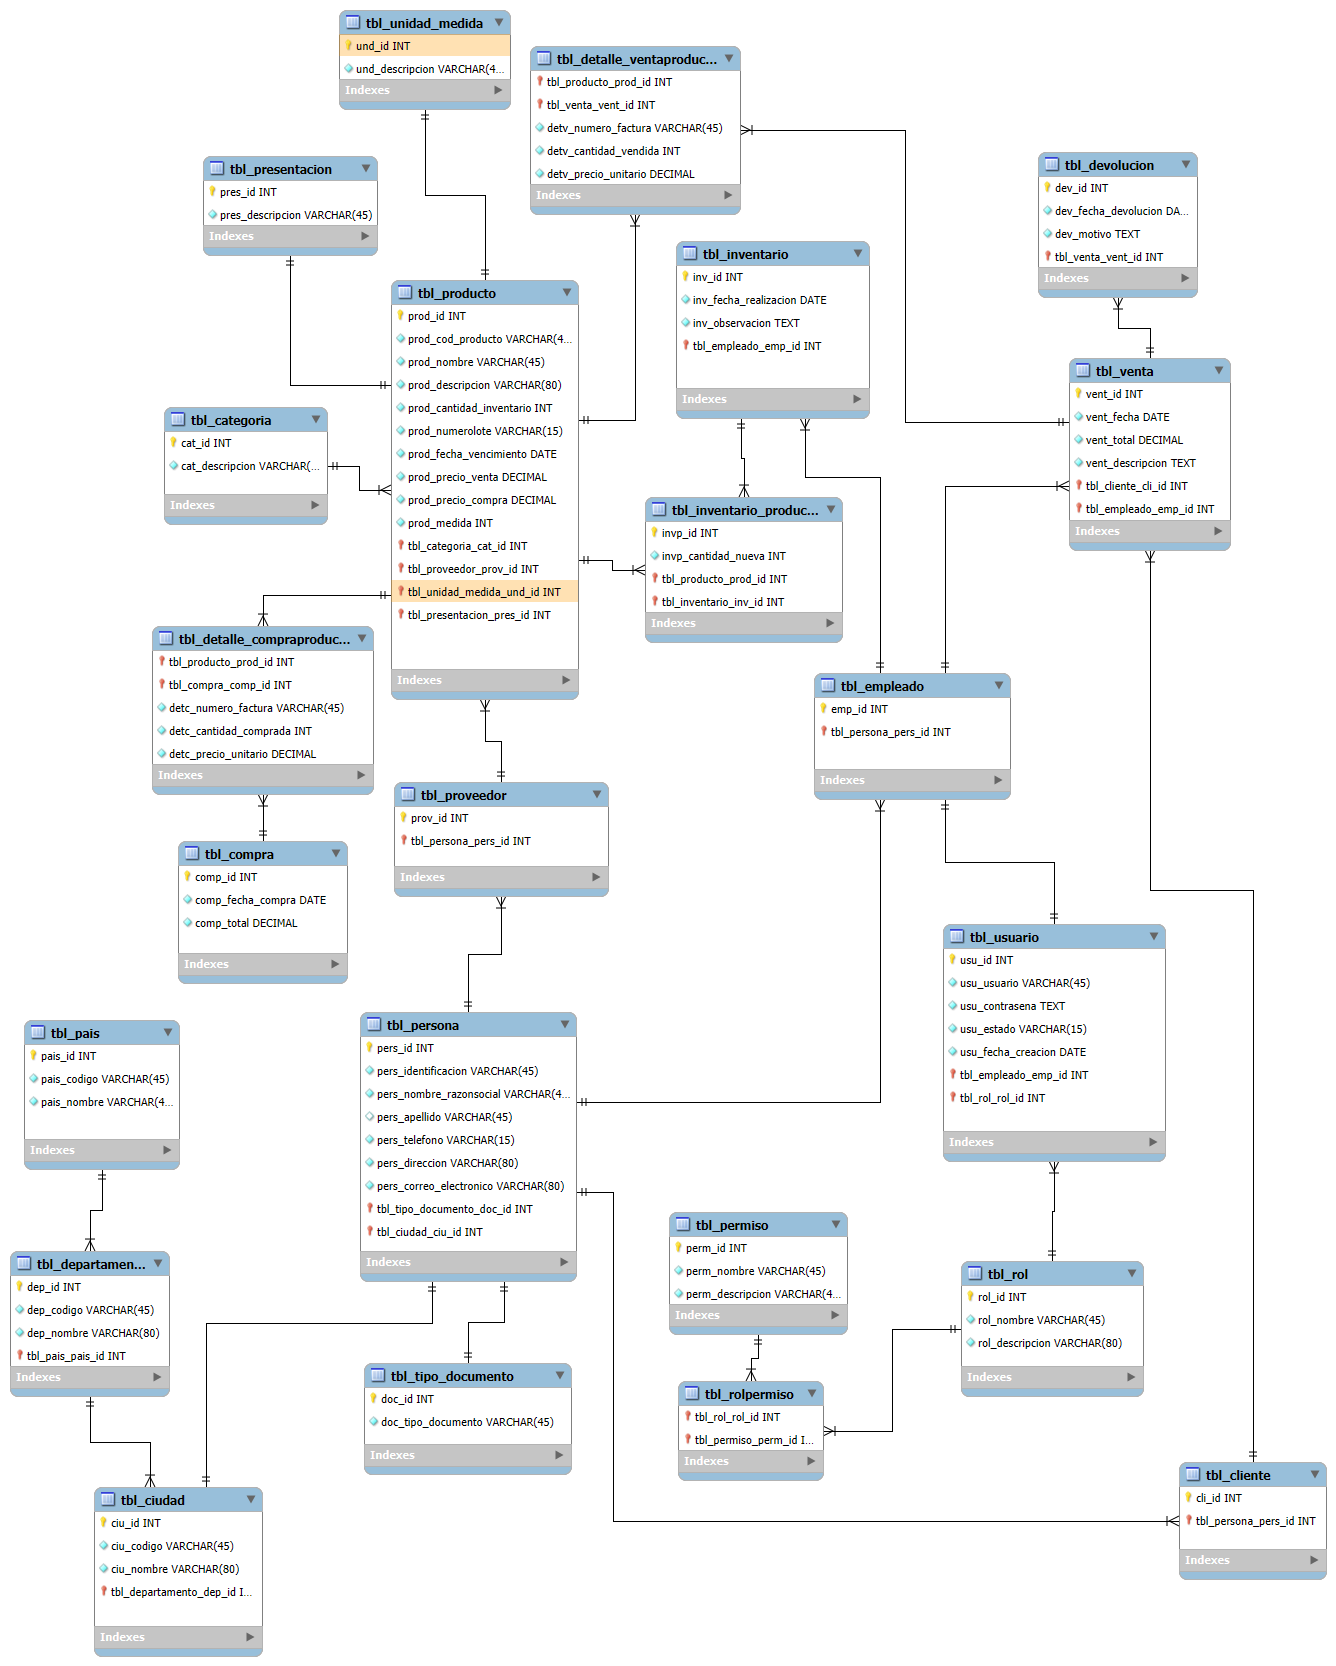 tbl_unidad_medida
und_id INT
und_descripcion VARCHAR(4...
Indexes
tbl_detalle_ventaproduc...
tbl_producto_prod_id INT
tbl_venta_vent_id INT
detv_numero_factura VARCHAR(45)
detv_cantidad_vendida INT
detv_precio_unitario DECIMAL
Indexes
tbl_presentacion
pres_id INT
pres_descripcion VARCHAR(45)
Indexes
tbl_devolucion
dev_id INT
dev_fecha_devolucion DA...
dev_motivo TEXT
tbl_venta_vent_id INT
Indexes
tbl_inventario
inv_id INT
inv_fecha_realizacion DATE
inv_observacion TEXT
tbl_empleado_emp_id INT
Indexes
tbl_producto
prod_id INT
prod_cod_producto VARCHAR(4...
prod_nombre VARCHAR(45)
prod_descripcion VARCHAR(80)
prod_cantidad_inventario INT
prod_numerolote VARCHAR(15)
prod_fecha_vencimiento DATE
prod_precio_venta DECIMAL
prod_precio_compra DECIMAL
prod_medida INT
tbl_categoria_cat_id INT
tbl_proveedor_prov_id INT
tbl_unidad_medida_und_id INT
tbl_presentacion_pres_id INT
Indexes
tbl_venta
vent_id INT
vent_fecha DATE
vent_total DECIMAL
vent_descripcion TEXT
tbl_cliente_cli_id INT
tbl_empleado_emp_id INT
Indexes
tbl_categoria
cat_id INT
cat_descripcion VARCHAR(...
Indexes
tbl_inventario_produc...
invp_id INT
invp_cantidad_nueva INT
tbl_producto_prod_id INT
tbl_inventario_inv_id INT
Indexes
tbl_detalle_compraproduc...
tbl_producto_prod_id INT
tbl_compra_comp_id INT
detc_numero_factura VARCHAR(45)
detc_cantidad_comprada INT
detc_precio_unitario DECIMAL
Indexes
tbl_empleado
emp_id INT
tbl_persona_pers_id INT
Indexes
tbl_proveedor
prov_id INT
tbl_persona_pers_id INT
Indexes
tbl_compra
comp_id INT
comp_fecha_compra DATE
comp_total DECIMAL
Indexes
tbl_usuario
usu_id INT
usu_usuario VARCHAR(45)
usu_contrasena TEXT
usu_estado VARCHAR(15)
usu_fecha_creacion DATE
tbl_empleado_emp_id INT
tbl_rol_rol_id INT
Indexes
tbl_persona
pers_id INT
pers_identificacion VARCHAR(45)
pers_nombre_razonsocial VARCHAR(4...
pers_apellido VARCHAR(45)
pers_telefono VARCHAR(15)
pers_direccion VARCHAR(80)
pers_correo_electronico VARCHAR(80)
tbl_tipo_documento_doc_id INT
tbl_ciudad_ciu_id INT
Indexes
tbl_pais
pais_id INT
pais_codigo VARCHAR(45)
pais_nombre VARCHAR(4...
Indexes
tbl_permiso
perm_id INT
perm_nombre VARCHAR(45)
perm_descripcion VARCHAR(4...
Indexes
tbl_departamen...
dep_id INT
dep_codigo VARCHAR(45)
dep_nombre VARCHAR(80)
tbl_pais_pais_id INT
Indexes
tbl_rol
rol_id INT
rol_nombre VARCHAR(45)
rol_descripcion VARCHAR(80)
Indexes
tbl_tipo_documento
doc_id INT
doc_tipo_documento VARCHAR(45)
Indexes
tbl_rolpermiso
tbl_rol_rol_id INT
tbl_permiso_perm_id I...
Indexes
tbl_cliente
cli_id INT
tbl_persona_pers_id INT
Indexes
tbl_ciudad
ciu_id INT
ciu_codigo VARCHAR(45)
ciu_nombre VARCHAR(80)
tbl_departamento_dep_id I...
Indexes